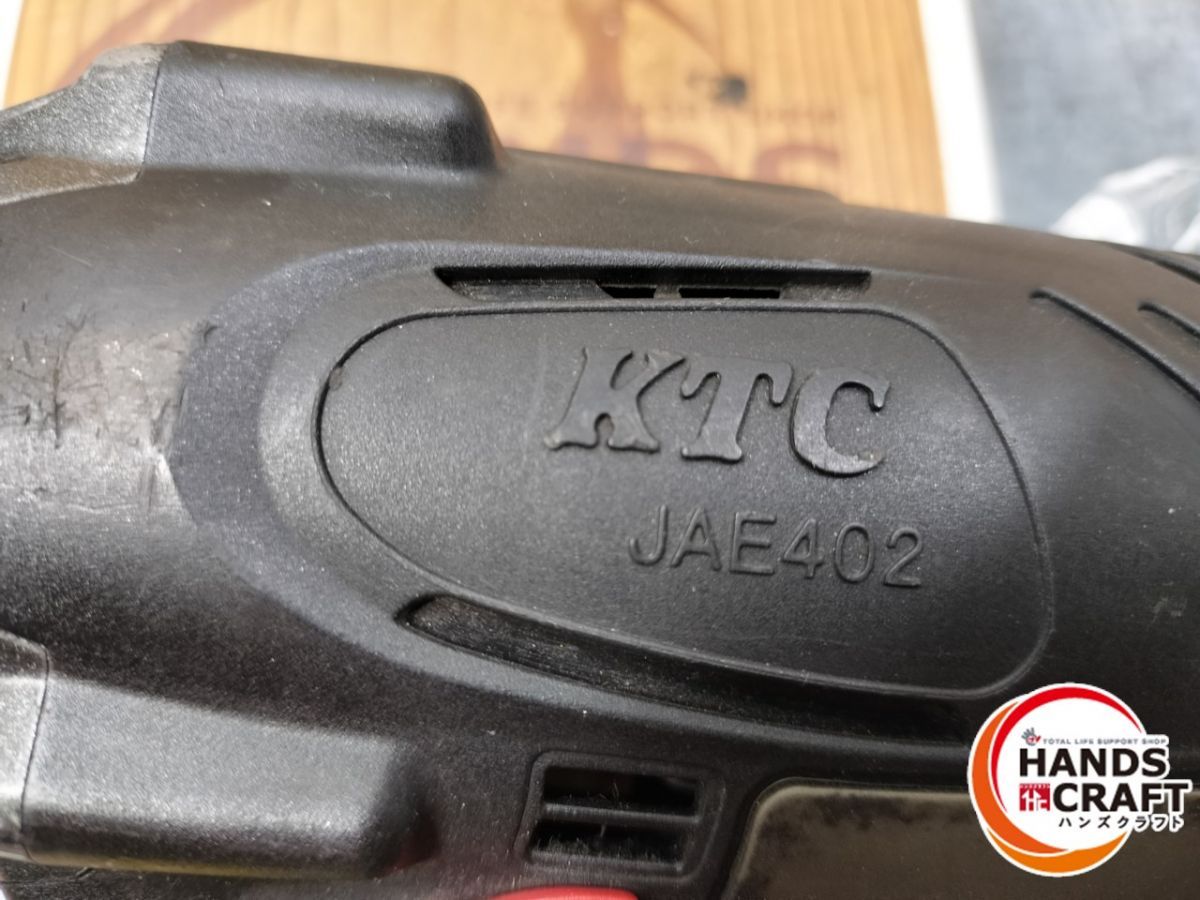 KTC
JAE402
TOTAL LIFE SUPPORT SHOP
HANDS
CRAFT
ハンズクラフト